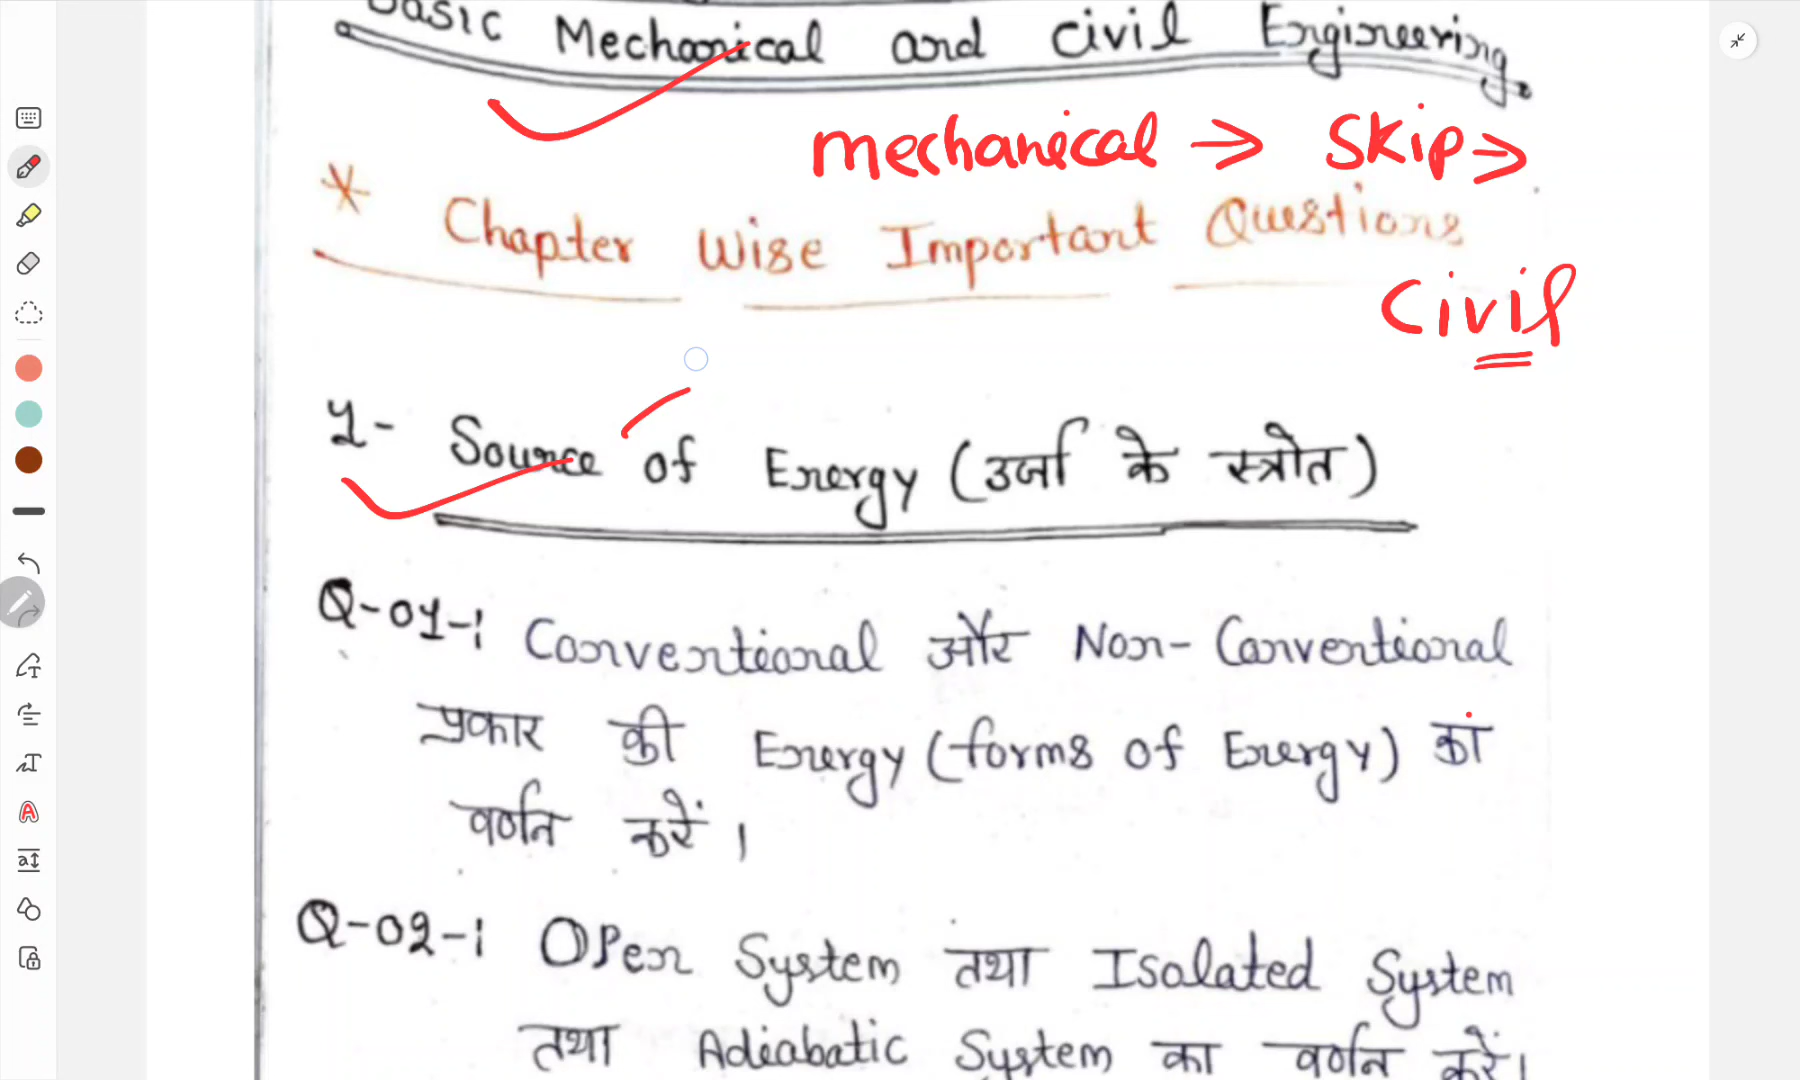 Basic Mechanical and Civil Engineering
mechanical → Skip →
* Chapter Wise Important Questions
Civil
1- Source of Energy (उर्जा के स्त्रोत)
Q-01-: Conventional और Non-Conventional
प्रकार की Energy (forms of Energy) का
वर्णन करें।
Q-02-: Open System तथा Isolated System
तथा Adiabatic System का वर्णन करें।